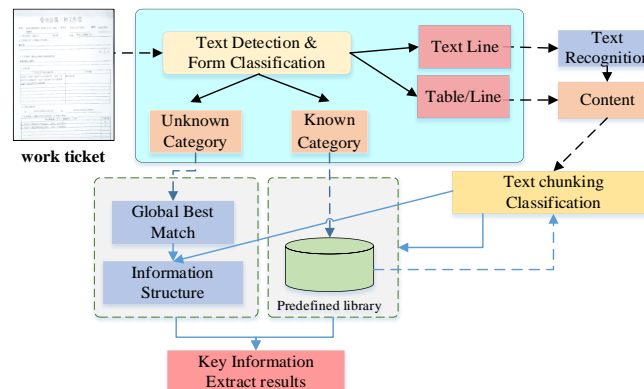 Text Detection &
Form Classification
Text Line
Text
Recognition
Table/Line
Content
Unknown
Category
Known
Category
work ticket
Text chunking
Classification
Global Best
Match
Information
Structure
Predefined library
Key Information
Extract results